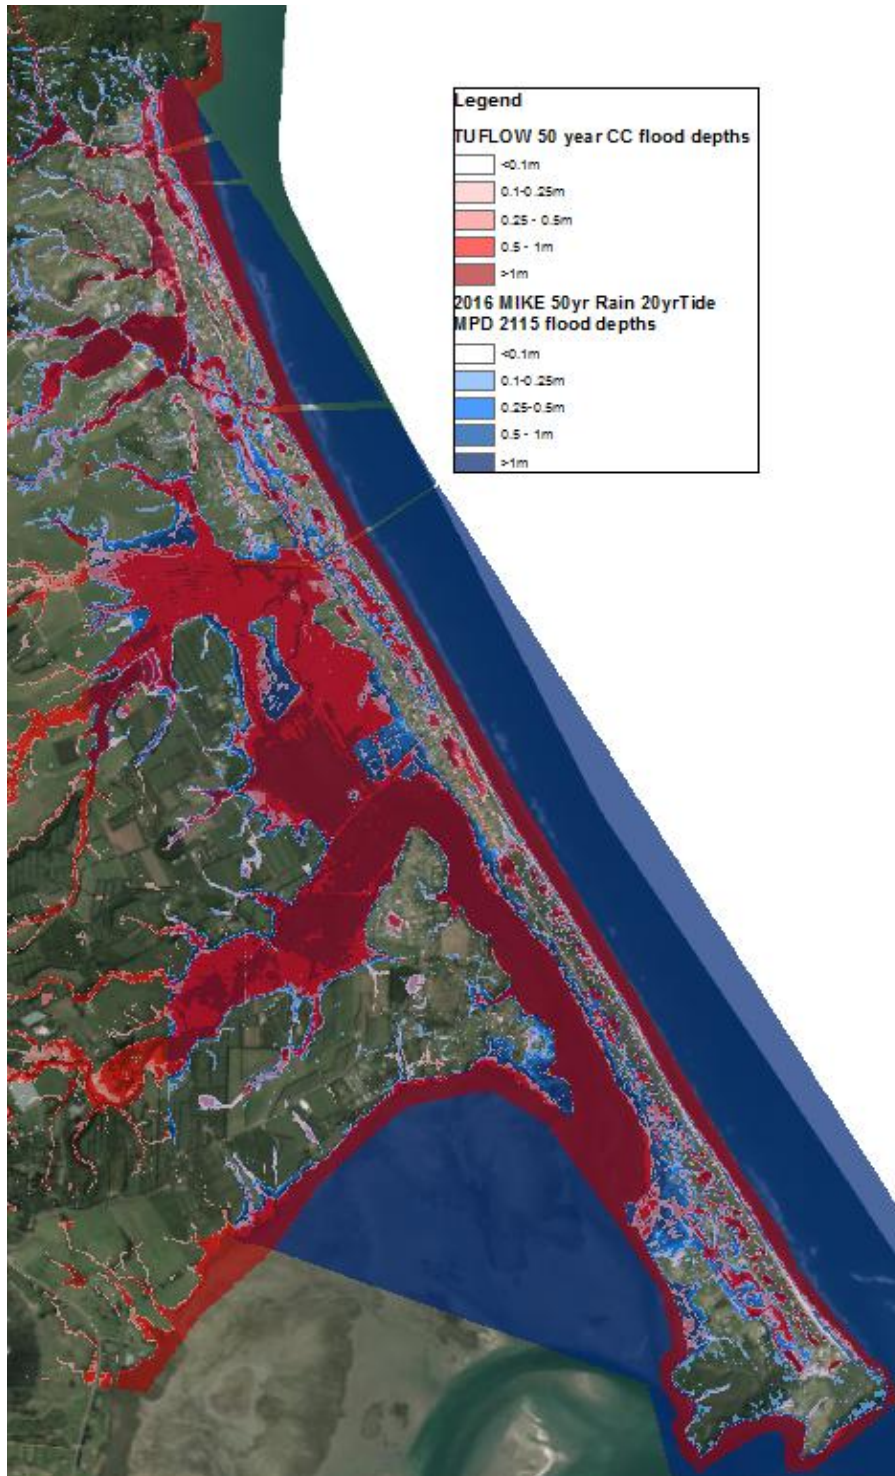 Legend
TUFLOW 50 year CC flood depths
<0.1m
0.1-0.25m
0.25 - 0.5m
0.5 - 1m
>1m
2016 MIKE 50yr Rain 20yrTide
MPD 2115 flood depths
<0.1m
0.1-0.25m
0.25-0.5m
0.5 - 1m
>1m